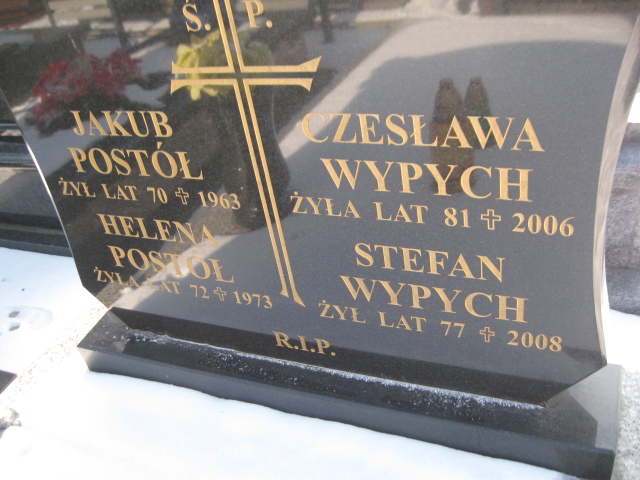 Ś. P.
JAKUB
POSTÓŁ
ŻYŁ LAT 70 ✝ 1963
HELENA
POSTÓŁ
ŻYŁA LAT 72 ✝ 1973
CZESŁAWA
WYPYCH
ŻYŁA LAT 81 ✝ 2006
STEFAN
WYPYCH
ŻYŁ LAT 77 ✝ 2008
R.I.P.